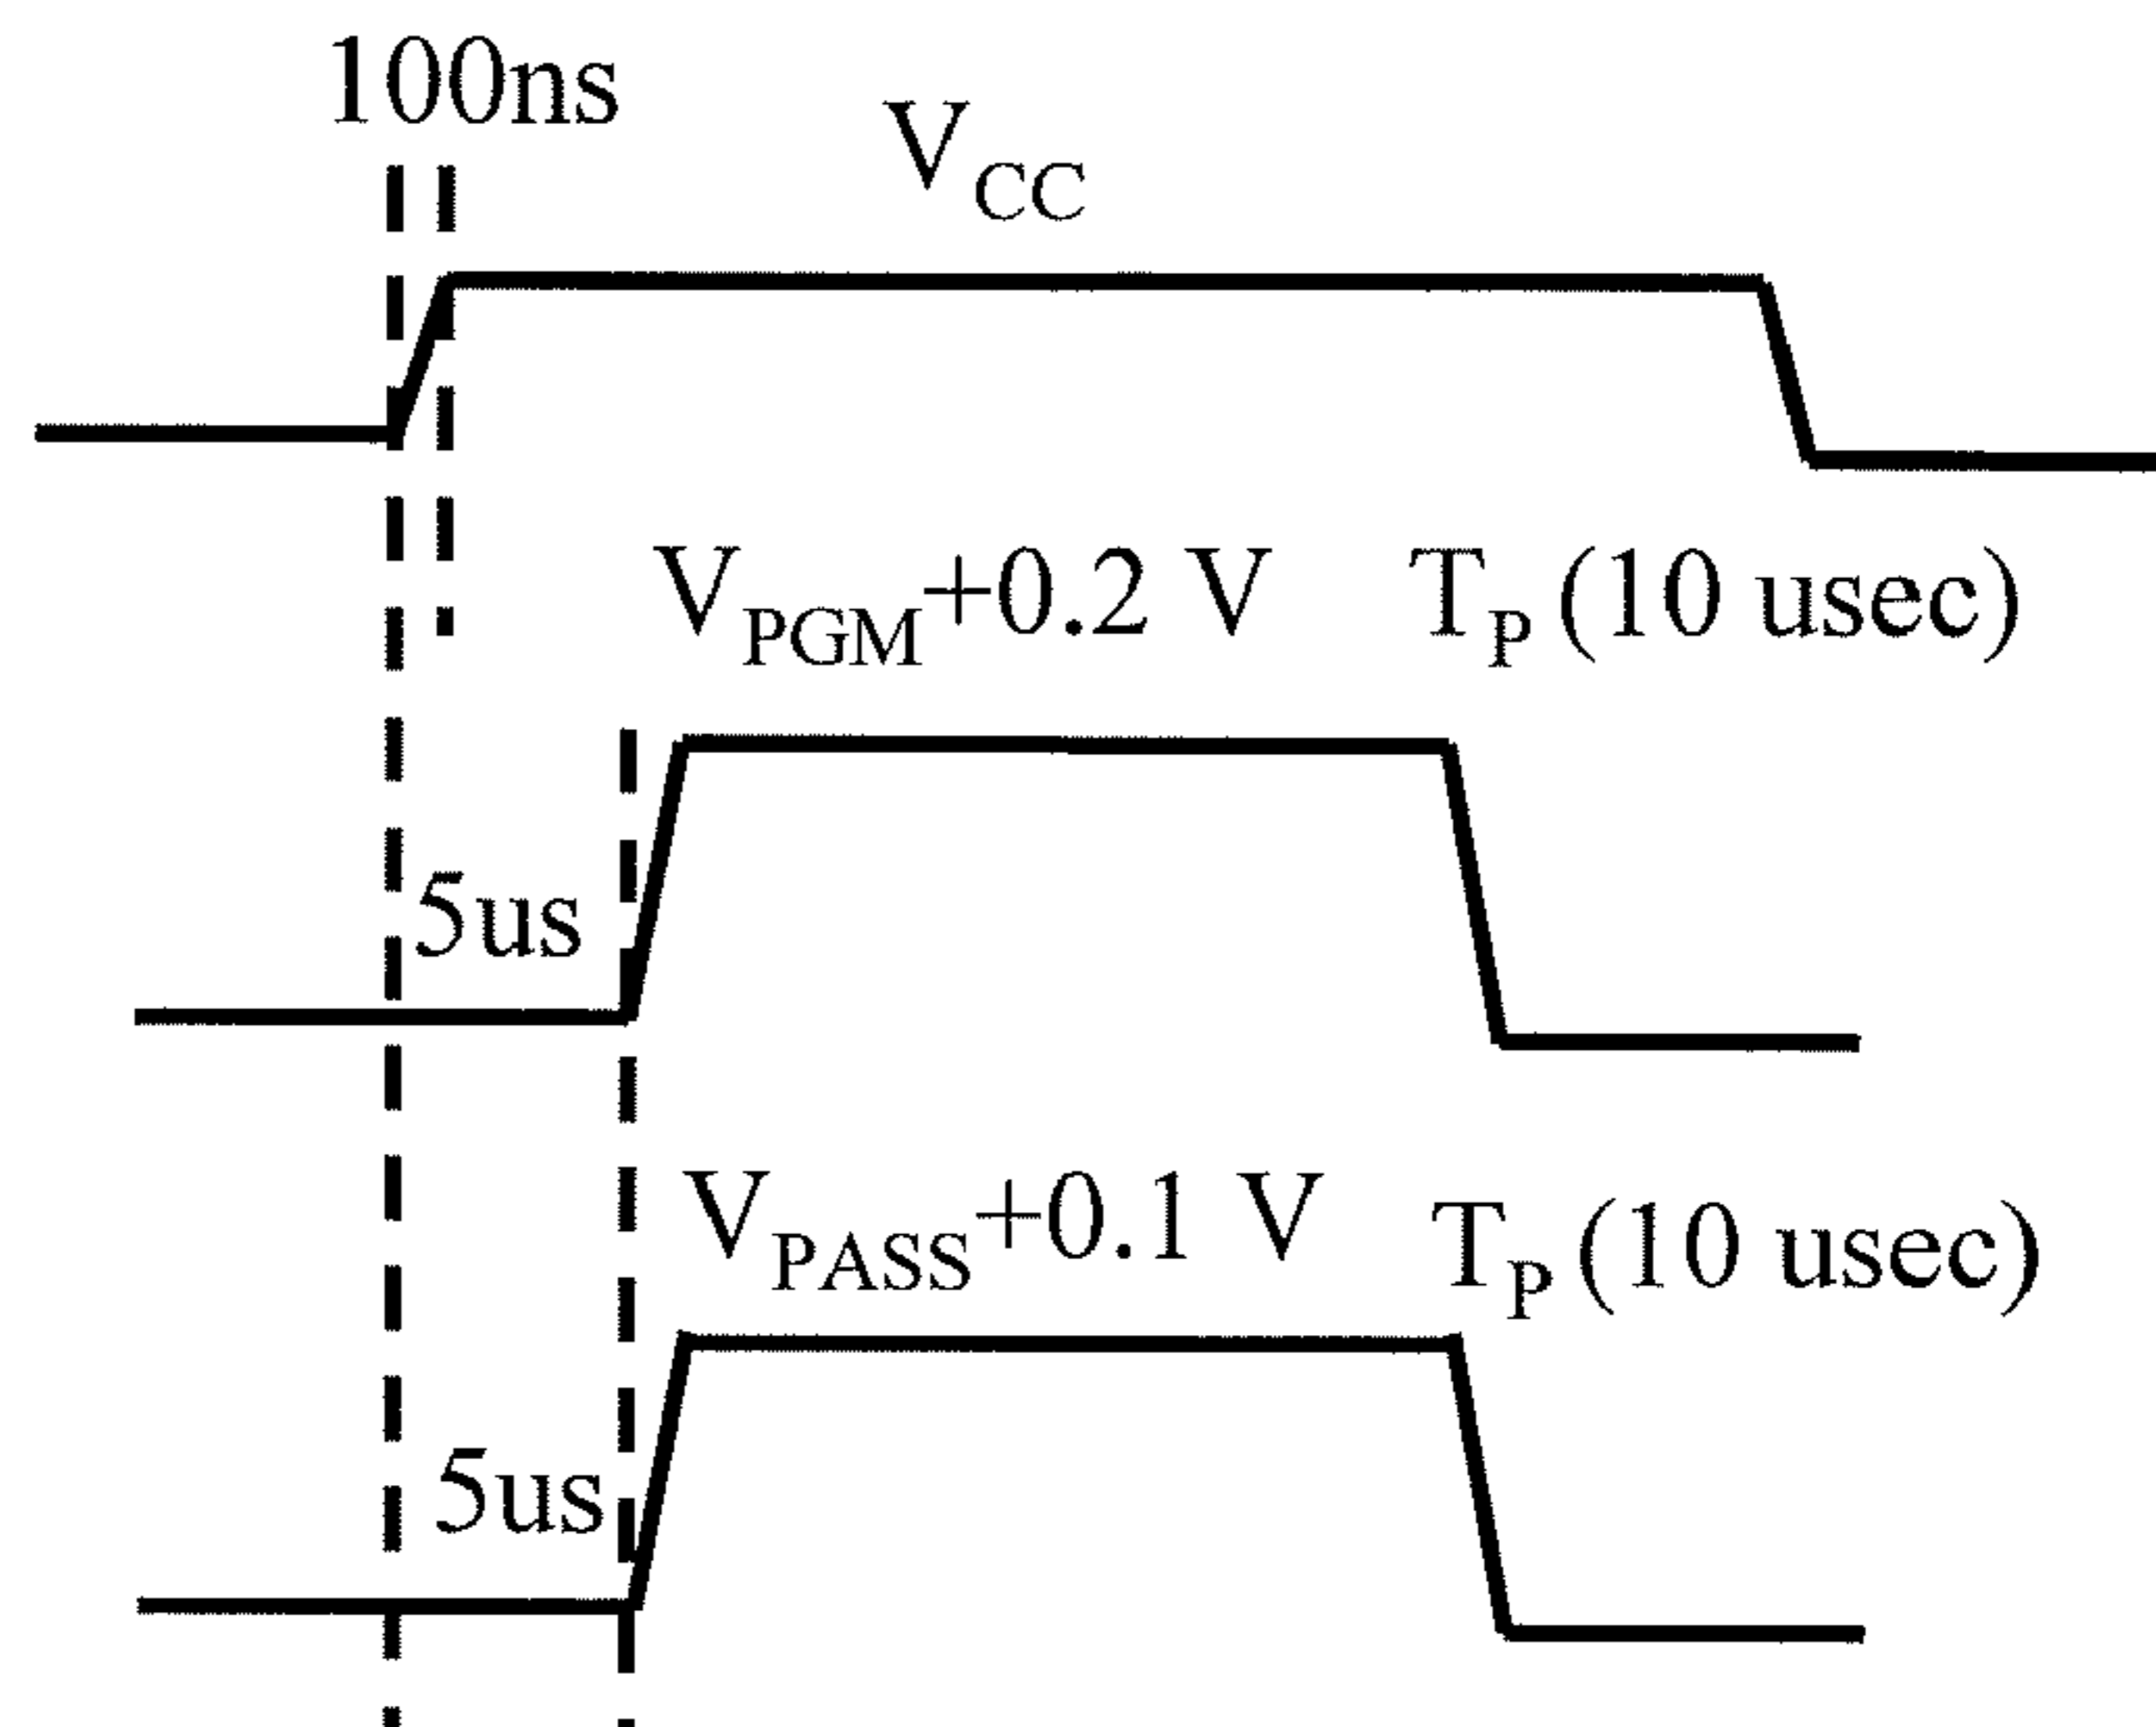 100ns
VCC
VPGM+0.2 V TP (10 usec)
5us
VPASS+0.1 V TP (10 usec)
5us